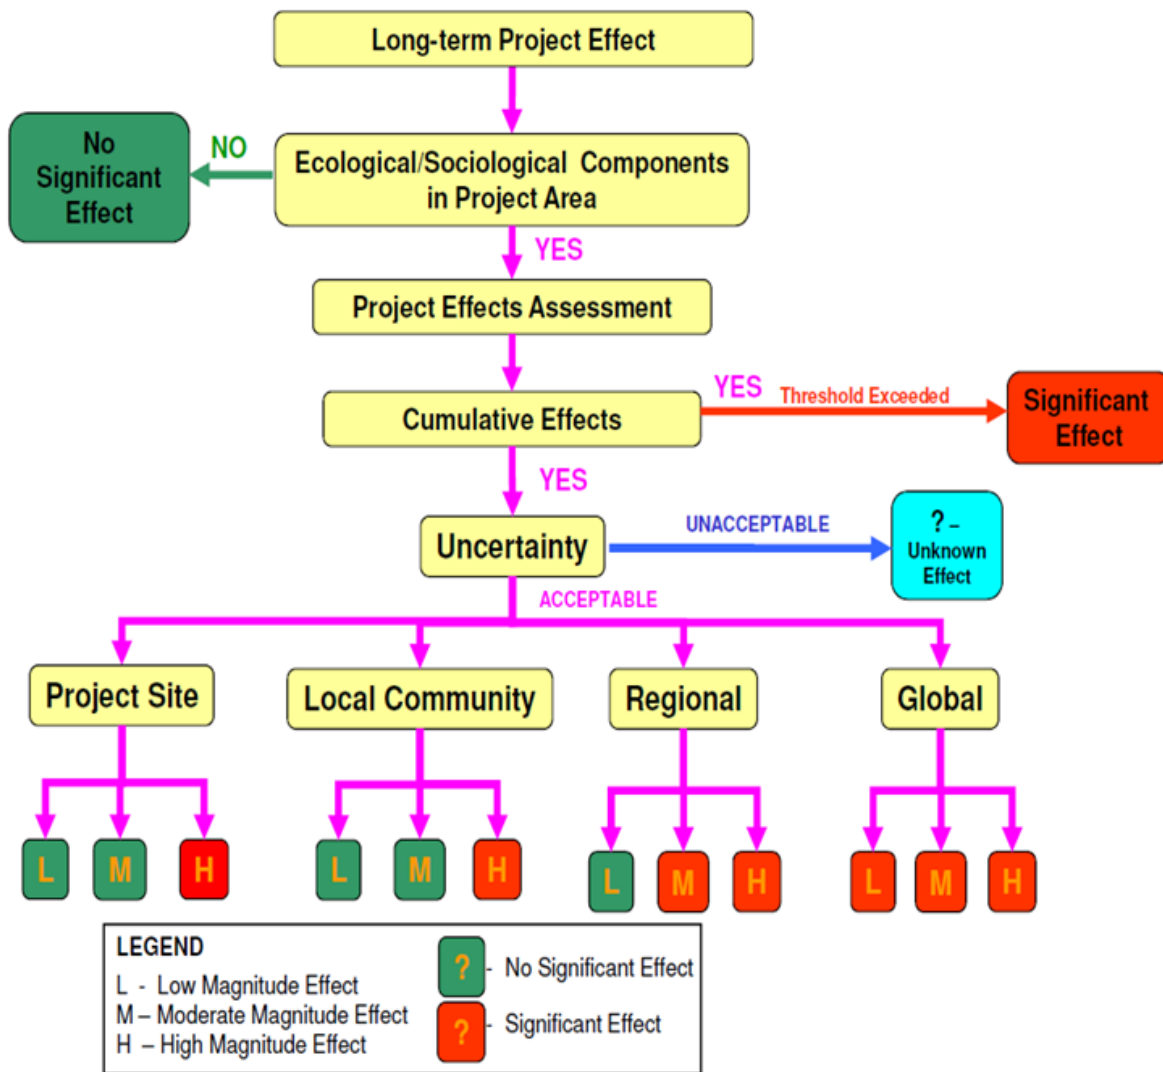 Long-term Project Effect
No
Significant
Effect
NO
Ecological/Sociological Components
in Project Area
YES
Project Effects Assessment
Cumulative Effects
YES
Threshold Exceeded
Significant
Effect
YES
Uncertainty
UNACCEPTABLE
? –
Unknown
Effect
ACCEPTABLE
Project Site
Local Community
Regional
Global
L M H
L M H
L M H
L M H
LEGEND
L - Low Magnitude Effect
M – Moderate Magnitude Effect
H – High Magnitude Effect
? - No Significant Effect
? - Significant Effect